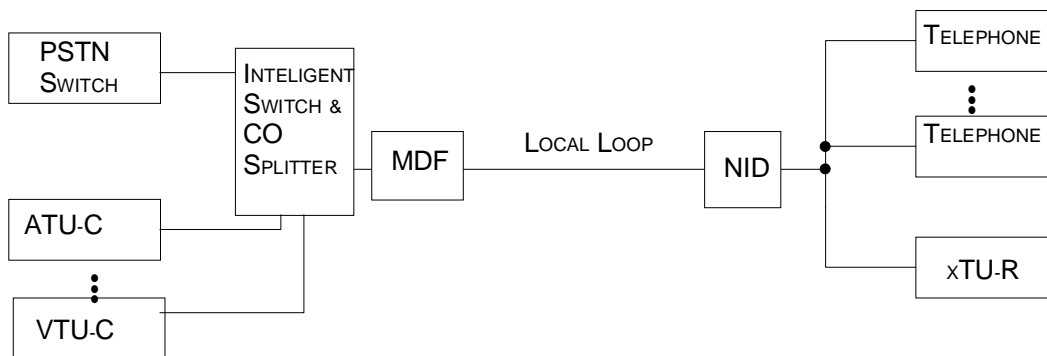 PSTN
SWITCH
INTELIGENT
SWITCH &
CO
SPLITTER
MDF
LOCAL LOOP
NID
TELEPHONE
TELEPHONE
xTU-R
ATU-C
VTU-C